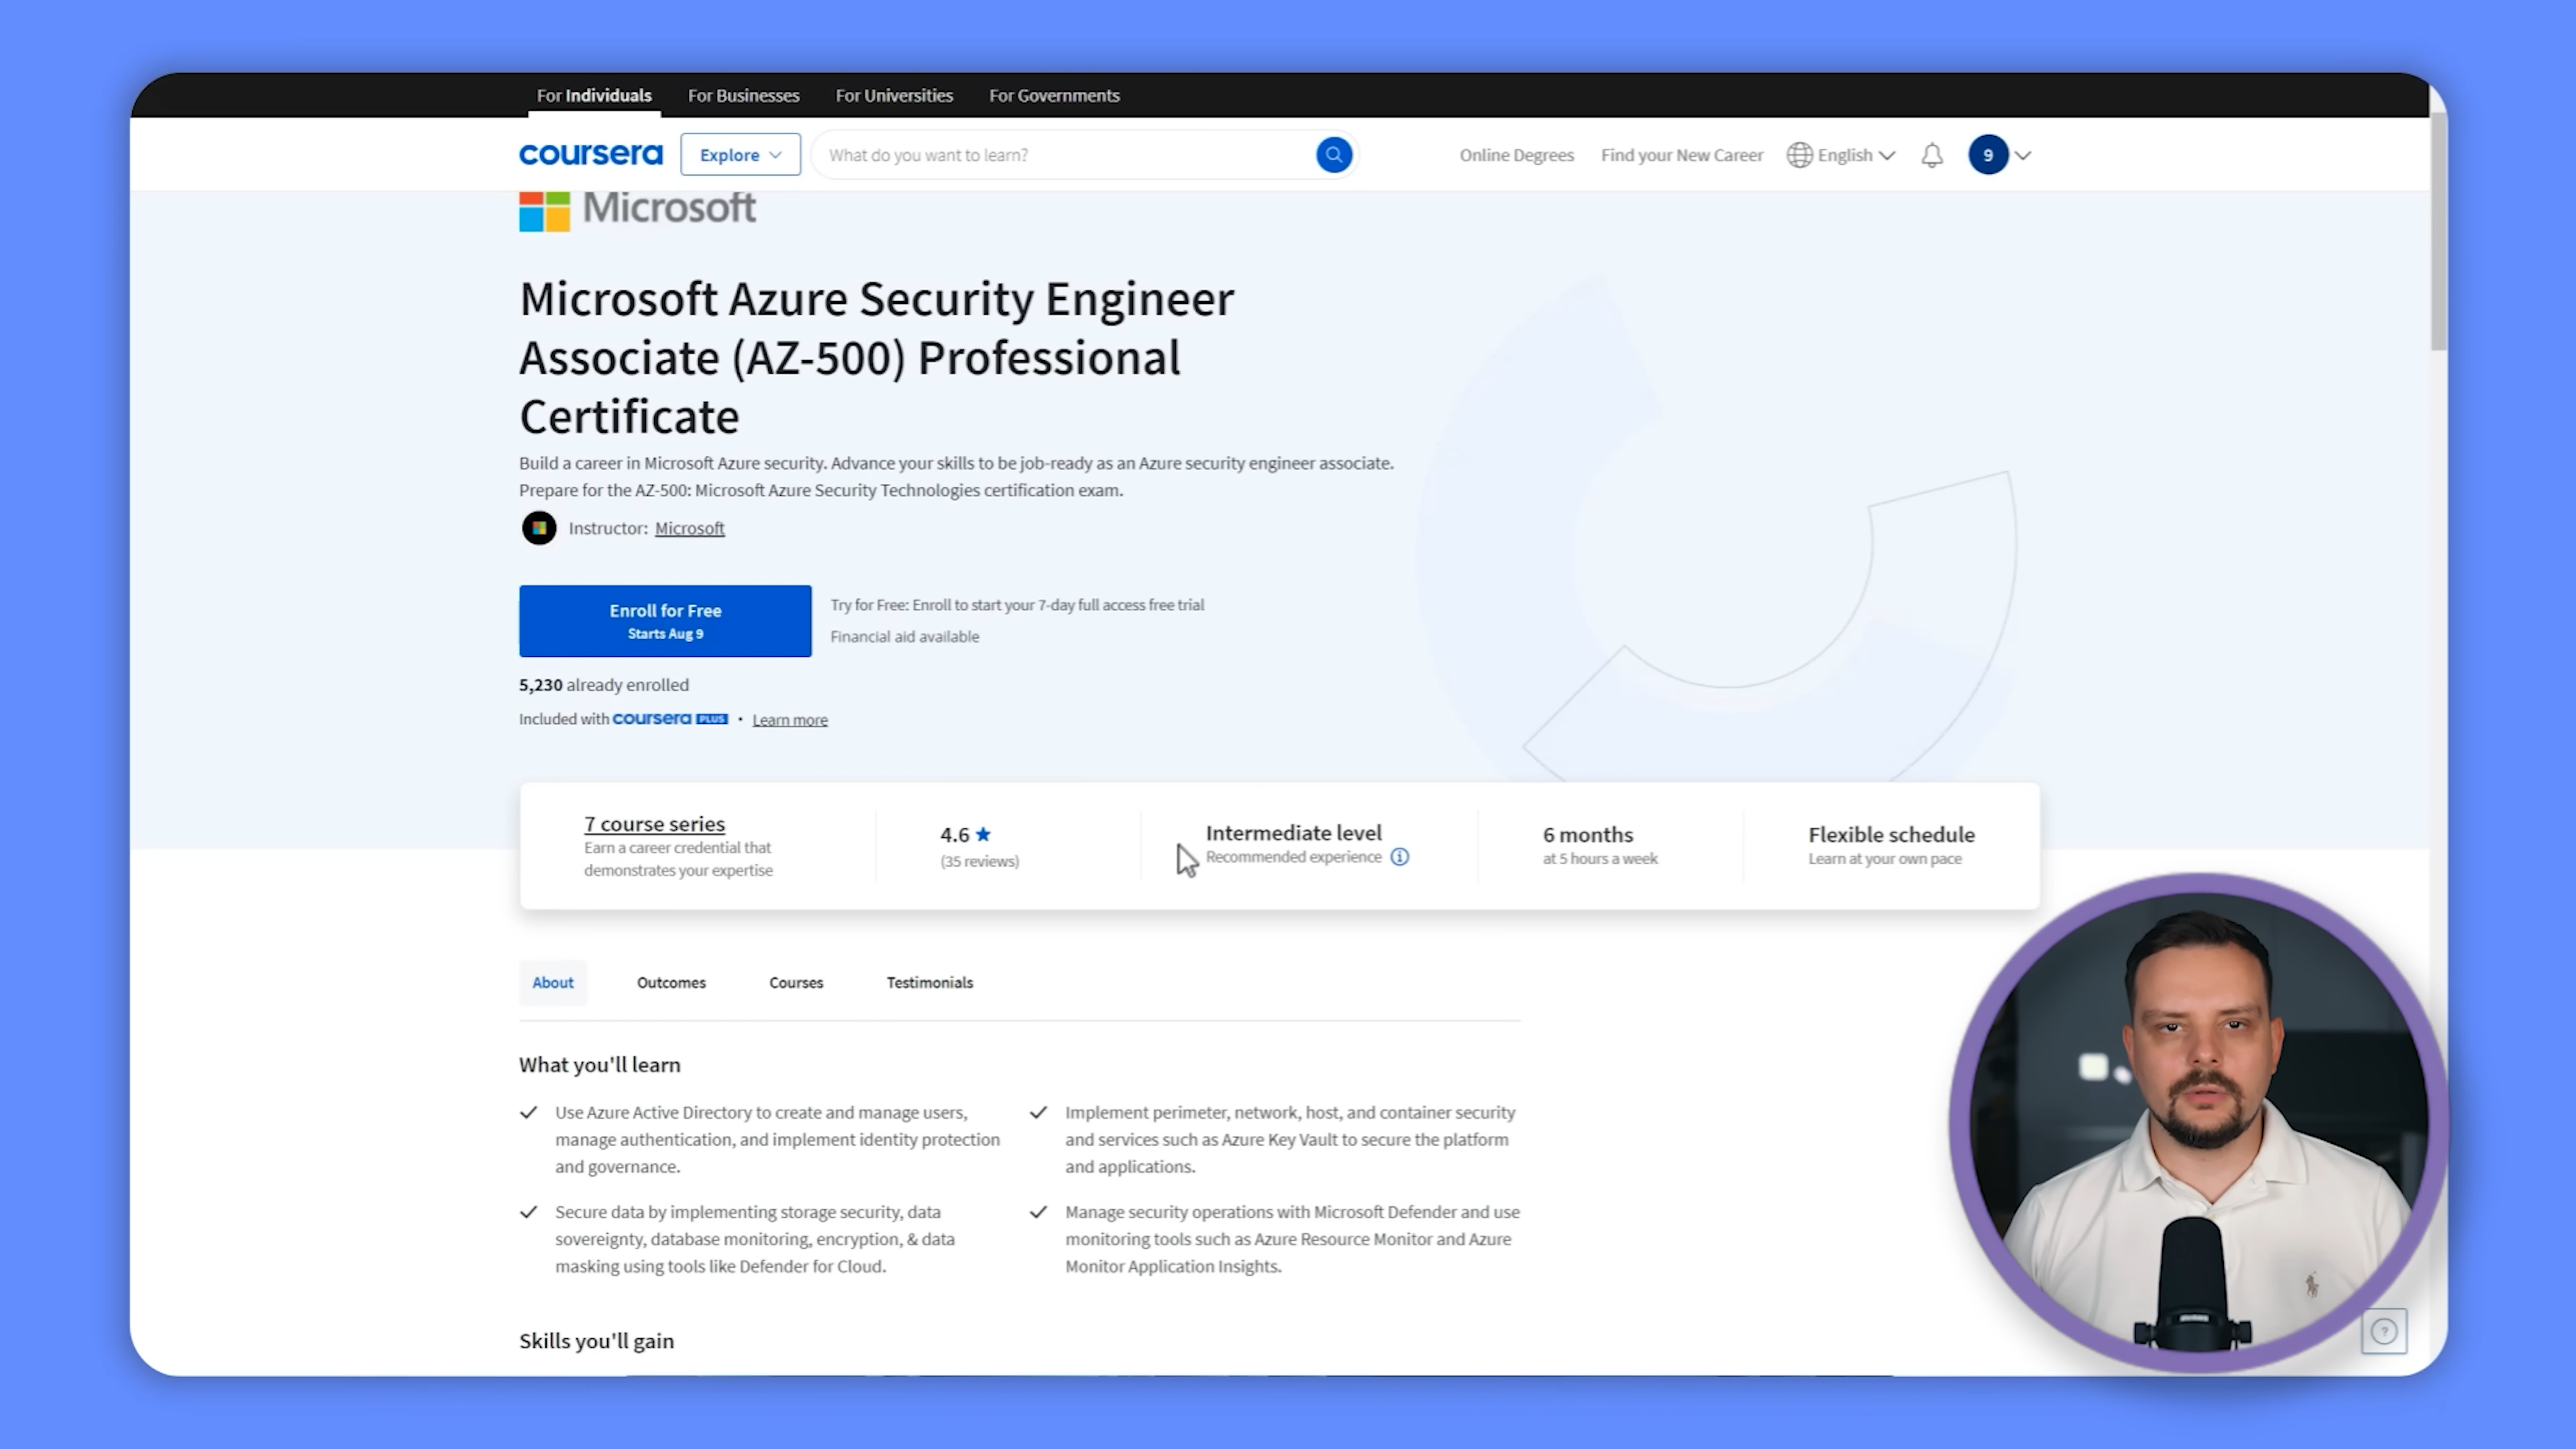 For Individuals For Businesses For Universities For Governments
coursera Explore What do you want to learn? Online Degrees Find your New Career English 9
Microsoft
Microsoft Azure Security Engineer
Associate (AZ-500) Professional
Certificate
Build a career in Microsoft Azure security. Advance your skills to be job-ready as an Azure security engineer associate.
Prepare for the AZ-500: Microsoft Azure Security Technologies certification exam.
Instructor: Microsoft
Enroll for Free
Starts Aug 9
Try for Free: Enroll to start your 7-day full access free trial
Financial aid available
5,230 already enrolled
Included with coursera PLUS • Learn more
7 course series
Earn a career credential that
demonstrates your expertise
4.6 ★
(35 reviews)
Intermediate level
Recommended experience
6 months
at 5 hours a week
Flexible schedule
Learn at your own pace
About Outcomes Courses Testimonials
What you'll learn
Use Azure Active Directory to create and manage users,
manage authentication, and implement identity protection
and governance.
Implement perimeter, network, host, and container security
and services such as Azure Key Vault to secure the platform
and applications.
Secure data by implementing storage security, data
sovereignty, database monitoring, encryption, & data
masking using tools like Defender for Cloud.
Manage security operations with Microsoft Defender and use
monitoring tools such as Azure Resource Monitor and Azure
Monitor Application Insights.
Skills you'll gain
?